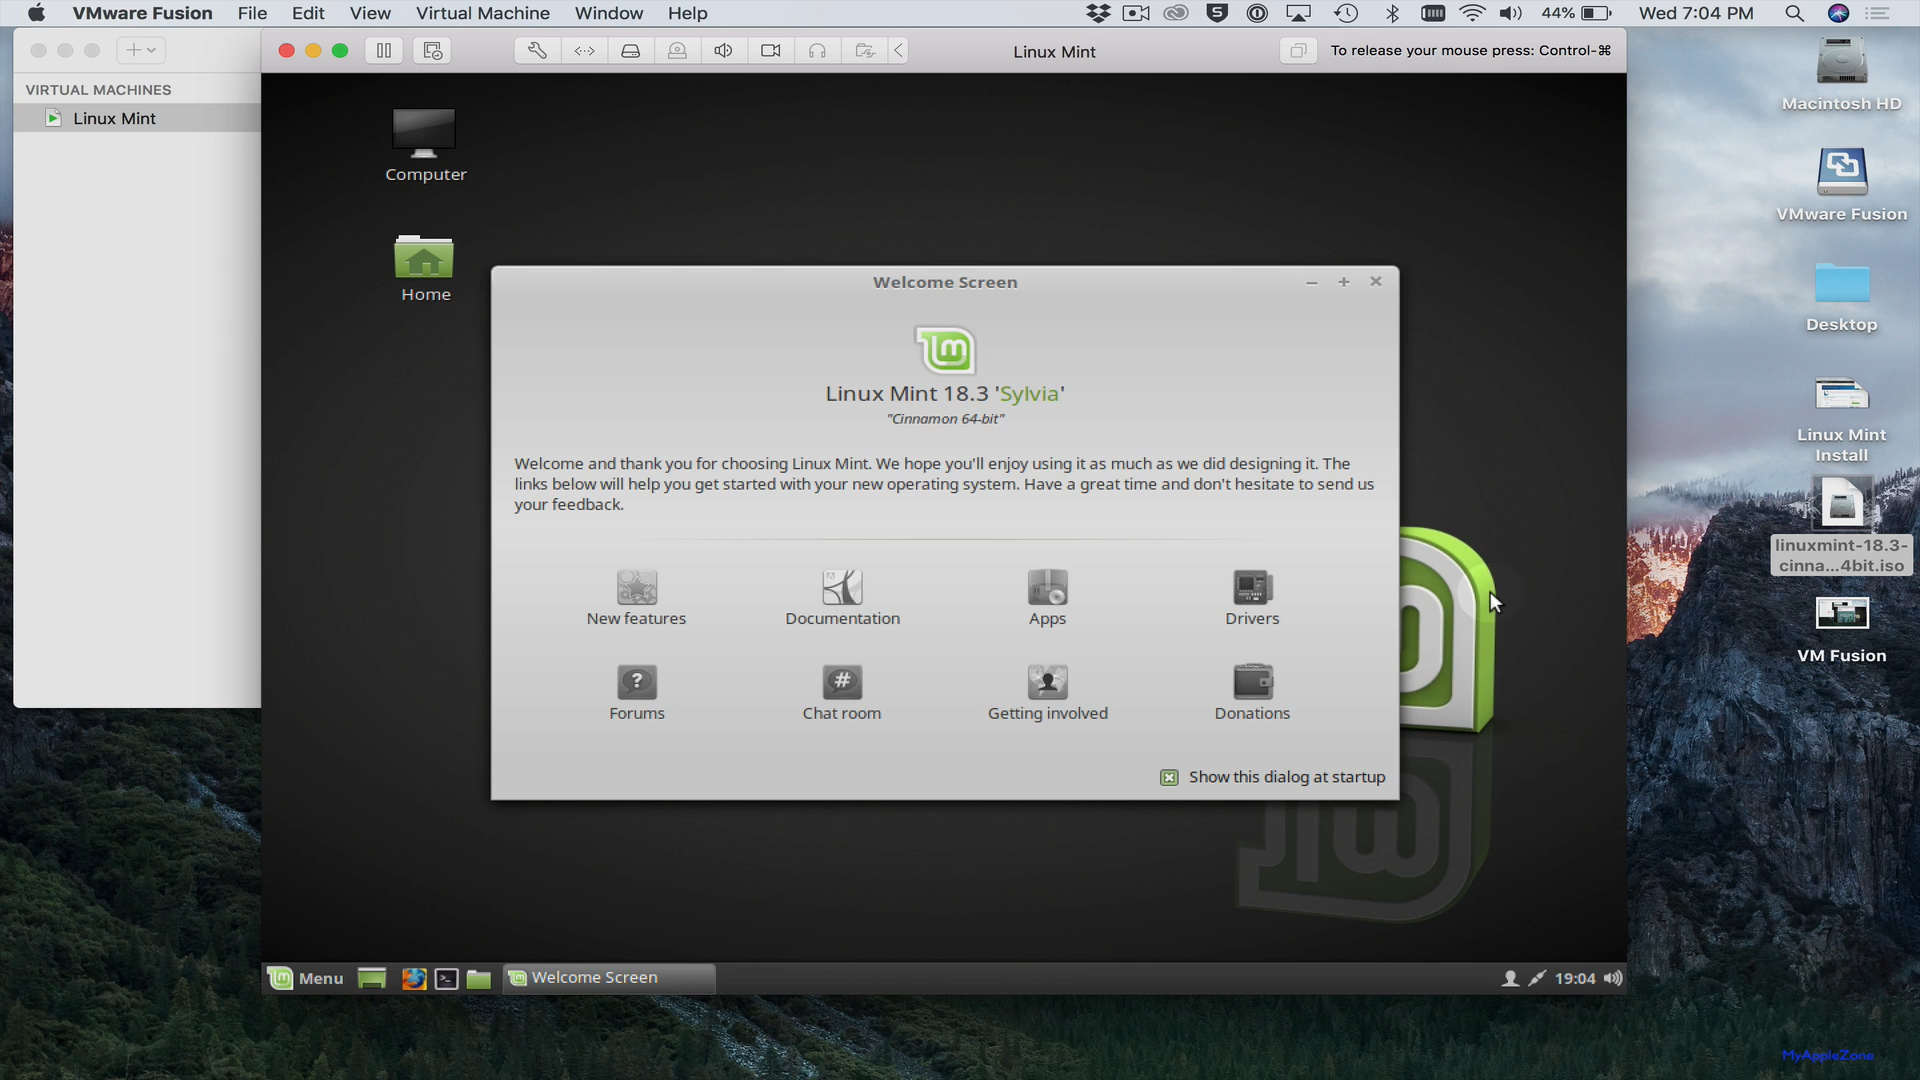 VMware Fusion File Edit View Virtual Machine Window Help 44% Wed 7:04 PM
Linux Mint To release your mouse press: Control-⌘
VIRTUAL MACHINES
Linux Mint
Computer
Home
Welcome Screen
lm
Linux Mint 18.3 'Sylvia'
"Cinnamon 64-bit"
Welcome and thank you for choosing Linux Mint. We hope you'll enjoy using it as much as we did designing it. The
links below will help you get started with your new operating system. Have a great time and don't hesitate to send us
your feedback.
New features Documentation Apps Drivers
Forums Chat room Getting involved Donations
Show this dialog at startup
Menu Welcome Screen 19:04
Macintosh HD
VMware Fusion
Desktop
Linux Mint
Install
linuxmint-18.3-
cinna...4bit.iso
VM Fusion
MyAppleZone